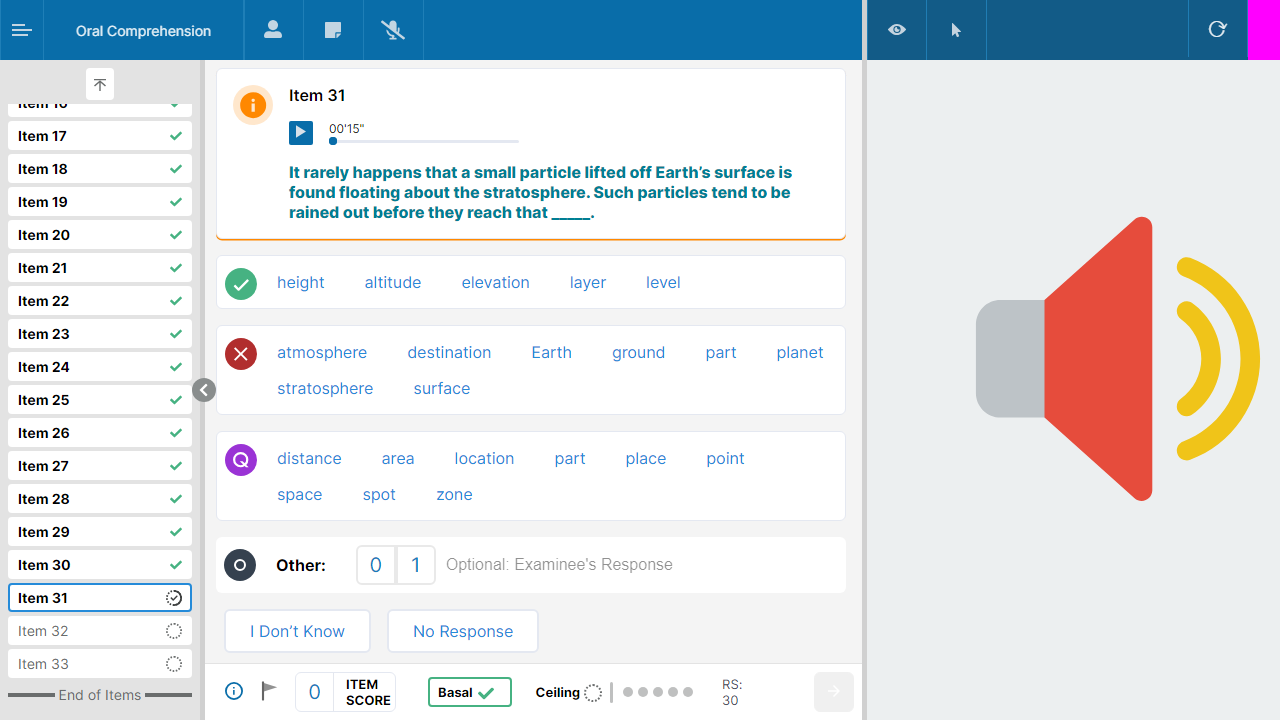 Oral Comprehension
Item 16
Item 17
Item 18
Item 19
Item 20
Item 21
Item 22
Item 23
Item 24
Item 25
Item 26
Item 27
Item 28
Item 29
Item 30
Item 31
Item 32
Item 33
End of Items
Item 31
00'15"
It rarely happens that a small particle lifted off Earth’s surface is
found floating about the stratosphere. Such particles tend to be
rained out before they reach that _____.
height altitude elevation layer level
atmosphere destination Earth ground part planet
stratosphere surface
Q
distance area location part place point
space spot zone
O
Other: 0 1 Optional: Examinee's Response
I Don’t Know No Response
0 ITEM
SCORE
Basal
Ceiling
RS:
30